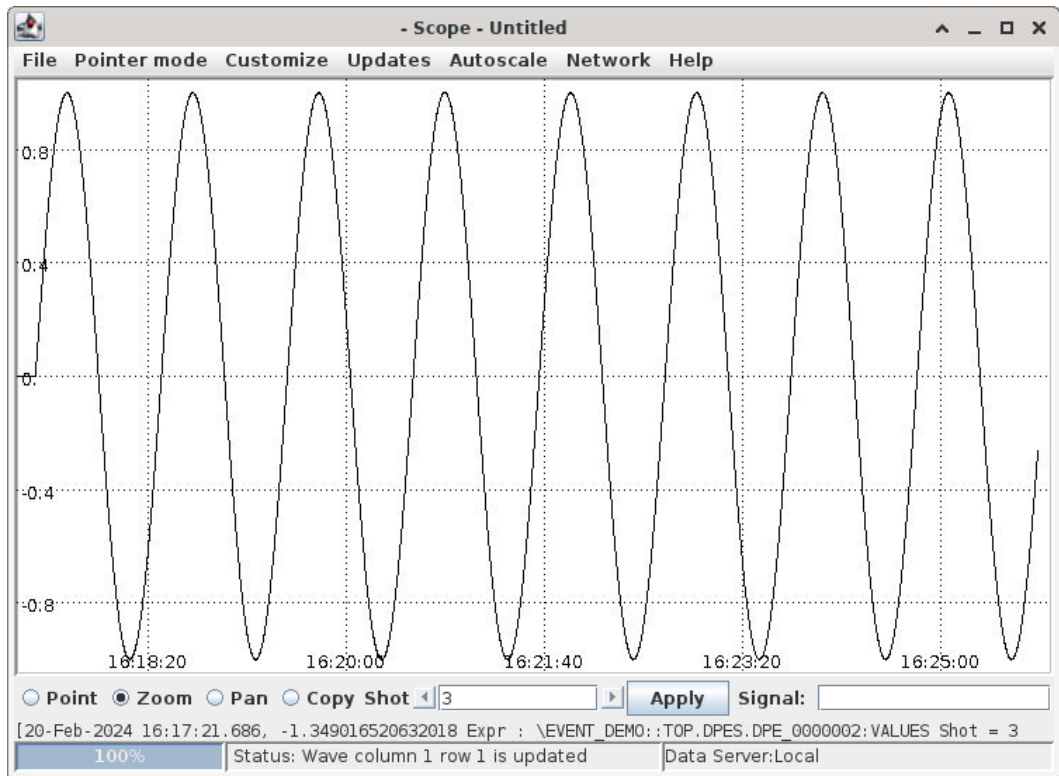 - Scope - Untitled
File Pointer mode Customize Updates Autoscale Network Help
0.8
0.4
0.
-0.4
-0.8
16:18:20 16:20:00 16:21:40 16:23:20 16:25:00
Point Zoom Pan Copy Shot 3 Apply Signal:
[20-Feb-2024 16:17:21.686, -1.349016520632018 Expr : \EVENT_DEMO::TOP.DPES.DPE_0000002:VALUES Shot = 3
100% Status: Wave column 1 row 1 is updated Data Server:Local